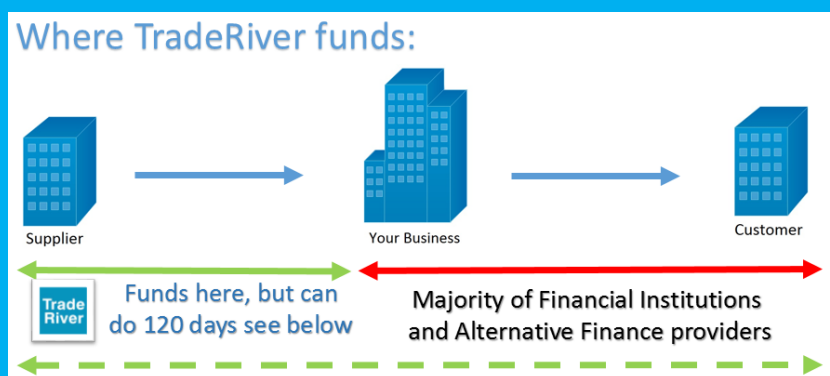 Where TradeRiver funds:
Supplier
Your Business
Customer
Trade
River
Funds here, but can
do 120 days see below
Majority of Financial Institutions
and Alternative Finance providers